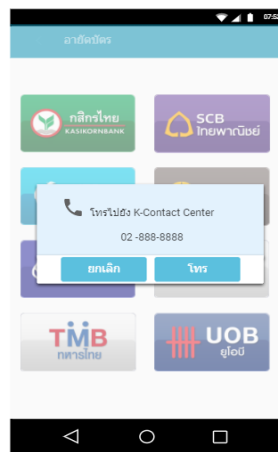 07:52
อายัดบัตร
กสิกรไทย
KASIKORNBANK
SCB
ไทยพาณิชย์
โทรไปยัง K-Contact Center
02 -888-8888
ยกเลิก
โทร
TMB
ทหารไทย
UOB
ยูโอบี